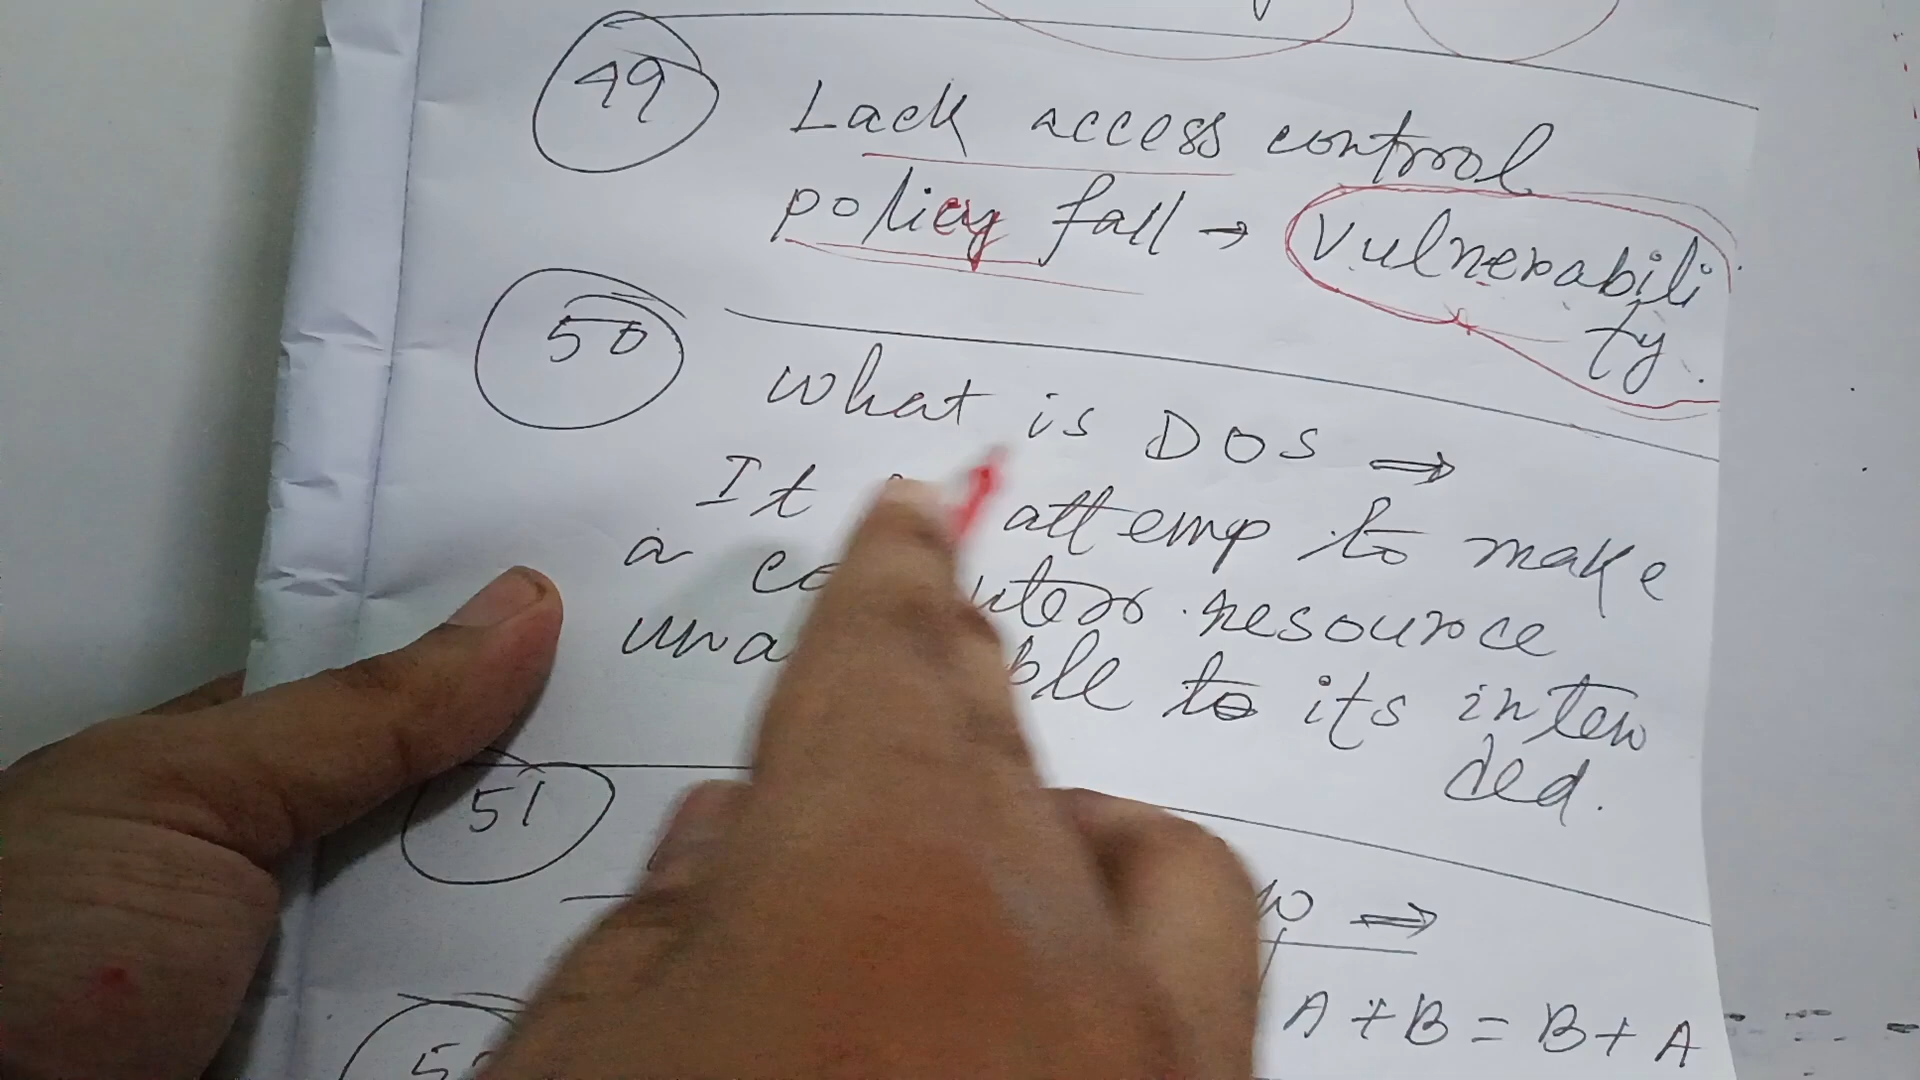 49 Lack access control
policy fall → Vulnerabili
ty.
50 What is DOS ⇒
It attemp to make
a resource
to its inten
ded.
51
⇒
A + B = B + A